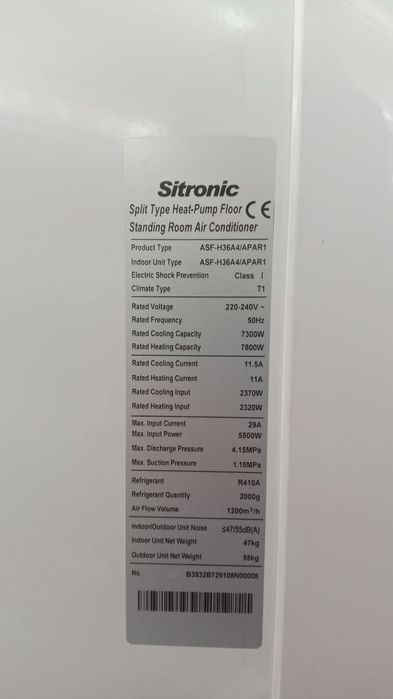 Sitronic
Split Type Heat-Pump Floor CE
Standing Room Air Conditioner
Product Type ASF-H36A4/APAR1
Indoor Unit Type ASF-H36A4/APAR1
Electric Shock Prevention Class I
Climate Type T1
Rated Voltage 220-240V ~
Rated Frequency 50Hz
Rated Cooling Capacity 7300W
Rated Heating Capacity 7800W
Rated Cooling Current 11.5A
Rated Heating Current 11A
Rated Cooling Input 2370W
Rated Heating Input 2320W
Max. Input Current 29A
Max. Input Power 5500W
Max. Discharge Pressure 4.15MPa
Max. Suction Pressure 1.15MPa
Refrigerant R410A
Refrigerant Quantity 2000g
Air Flow Volume 1200m³/h
Indoor/Outdoor Unit Noise ≤47/55dB(A)
Indoor Unit Net Weight 47kg
Outdoor Unit Net Weight 55kg
No. B3932B729108N00008